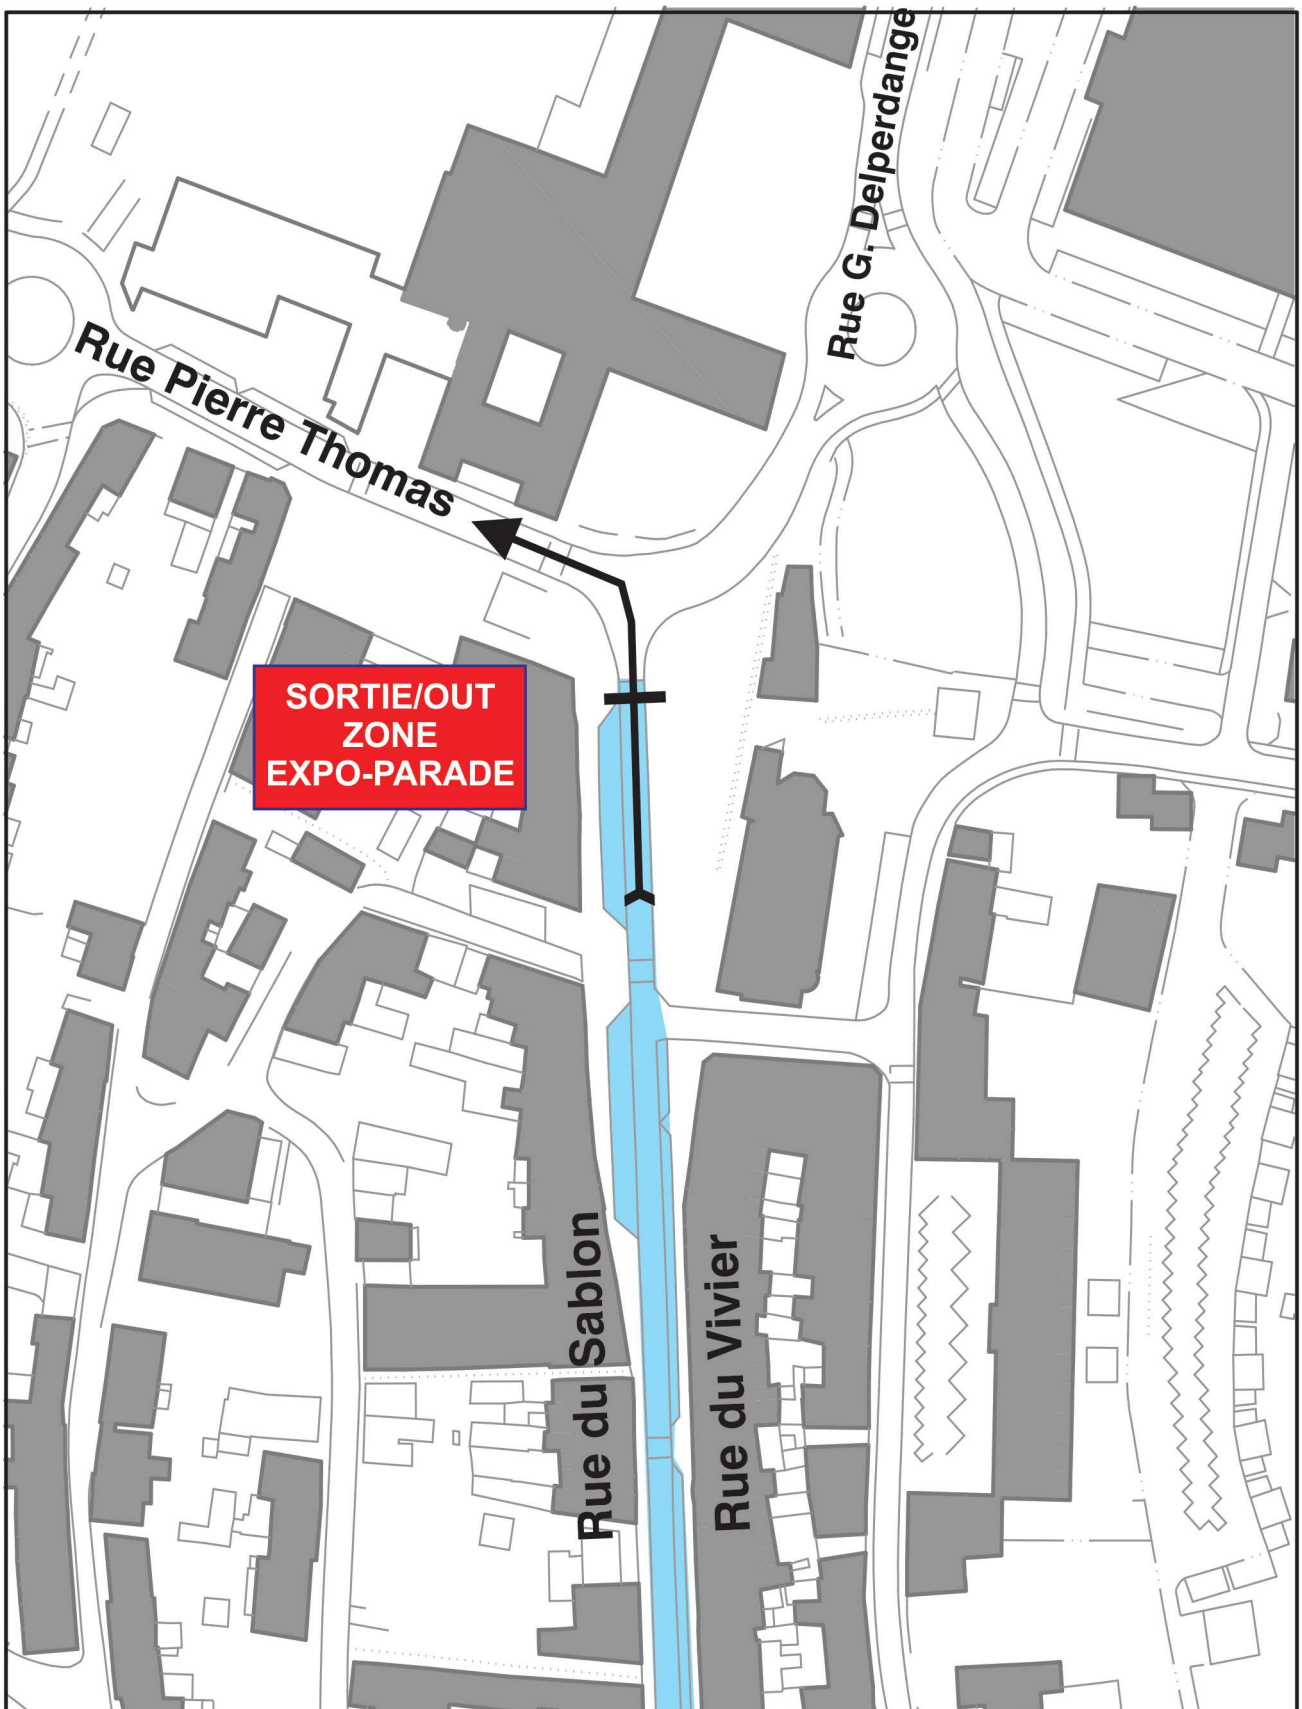 Rue G. Delperdange
Rue Pierre Thomas
SORTIE/OUT
ZONE
EXPO-PARADE
Rue du Sablon
Rue du Vivier